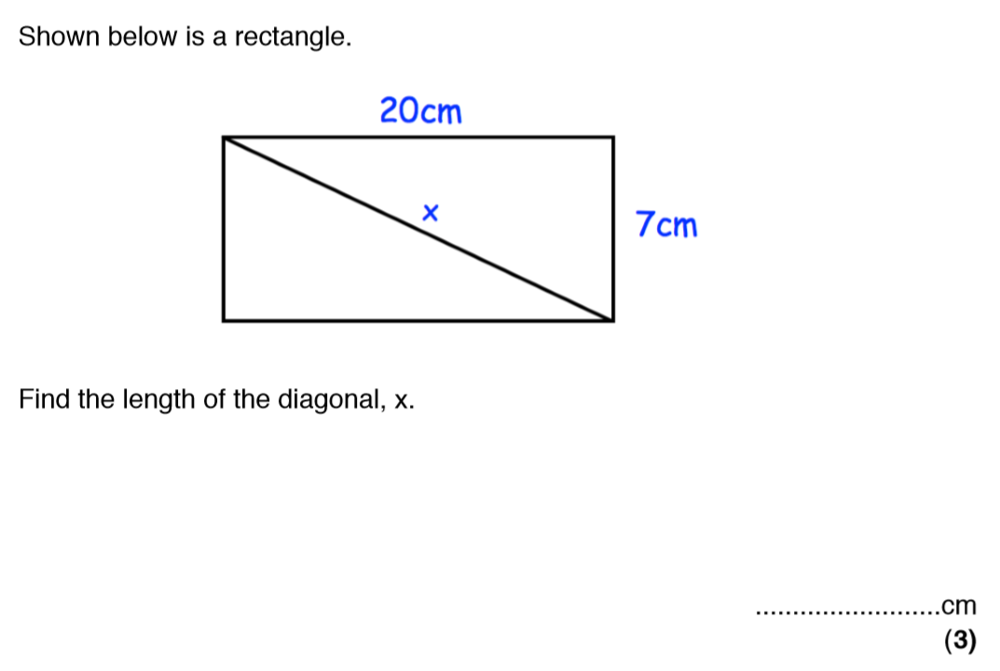 Shown below is a rectangle.
20cm
x
7cm
Find the length of the diagonal, x.
..........................cm
(3)